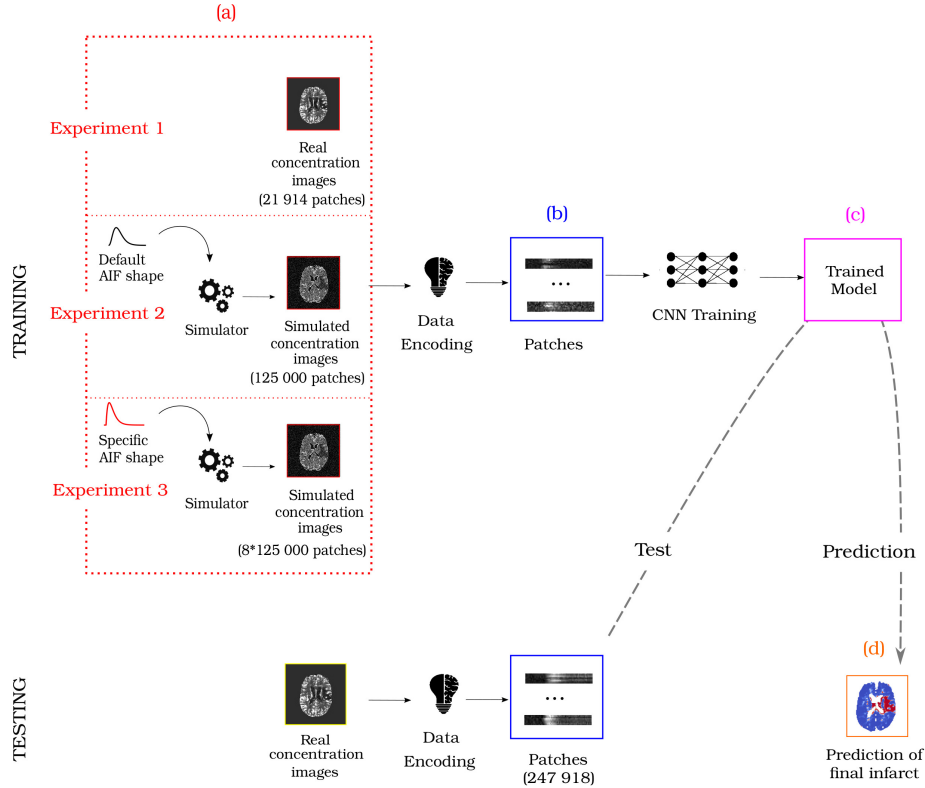 (a)
Experiment 1
Real
concentration
images
(21 914 patches)
TRAINING
Default
AIF shape
Experiment 2
Simulator
Simulated
concentration
images
(125 000 patches)
Specific
AIF shape
Experiment 3
Simulator
Simulated
concentration
images
(8*125 000 patches)
Data
Encoding
(b)
Patches
CNN Training
(c)
Trained
Model
Test
Prediction
TESTING
Real
concentration
images
Data
Encoding
Patches
(247 918)
(d)
Prediction of
final infarct